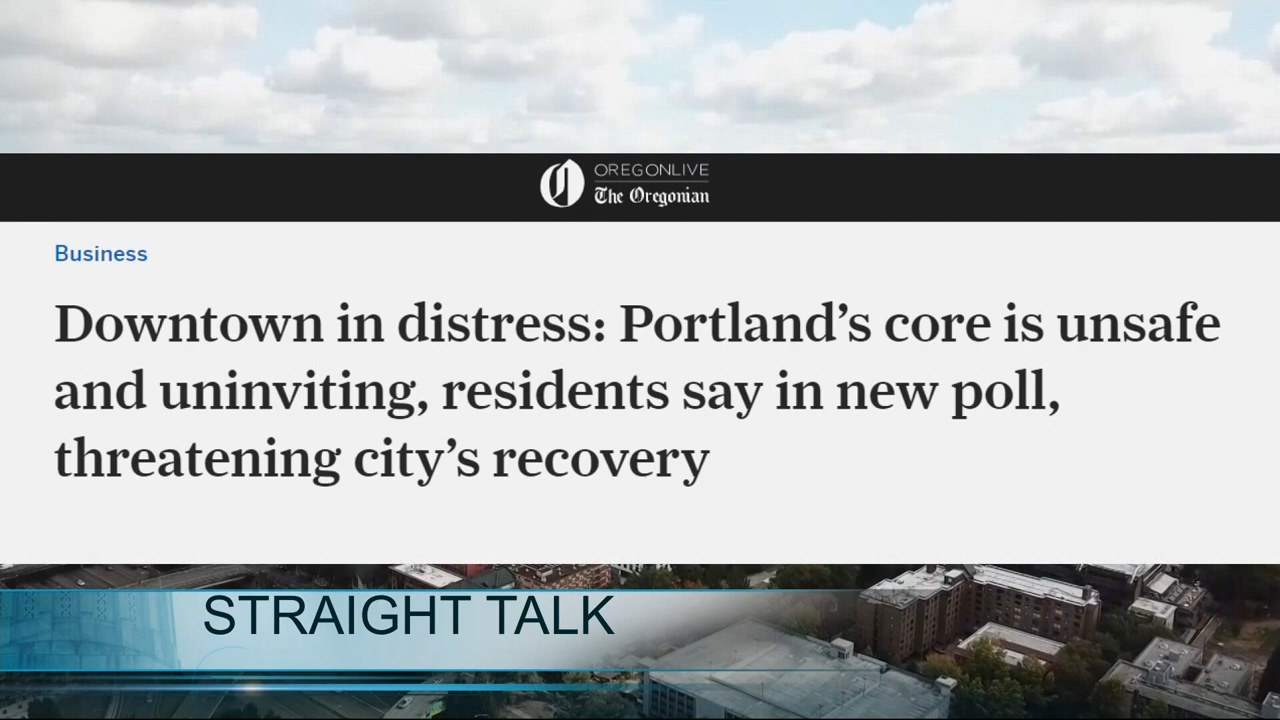 OREGONLIVE
The Oregonian
Business
Downtown in distress: Portland’s core is unsafe
and uninviting, residents say in new poll,
threatening city’s recovery
STRAIGHT TALK